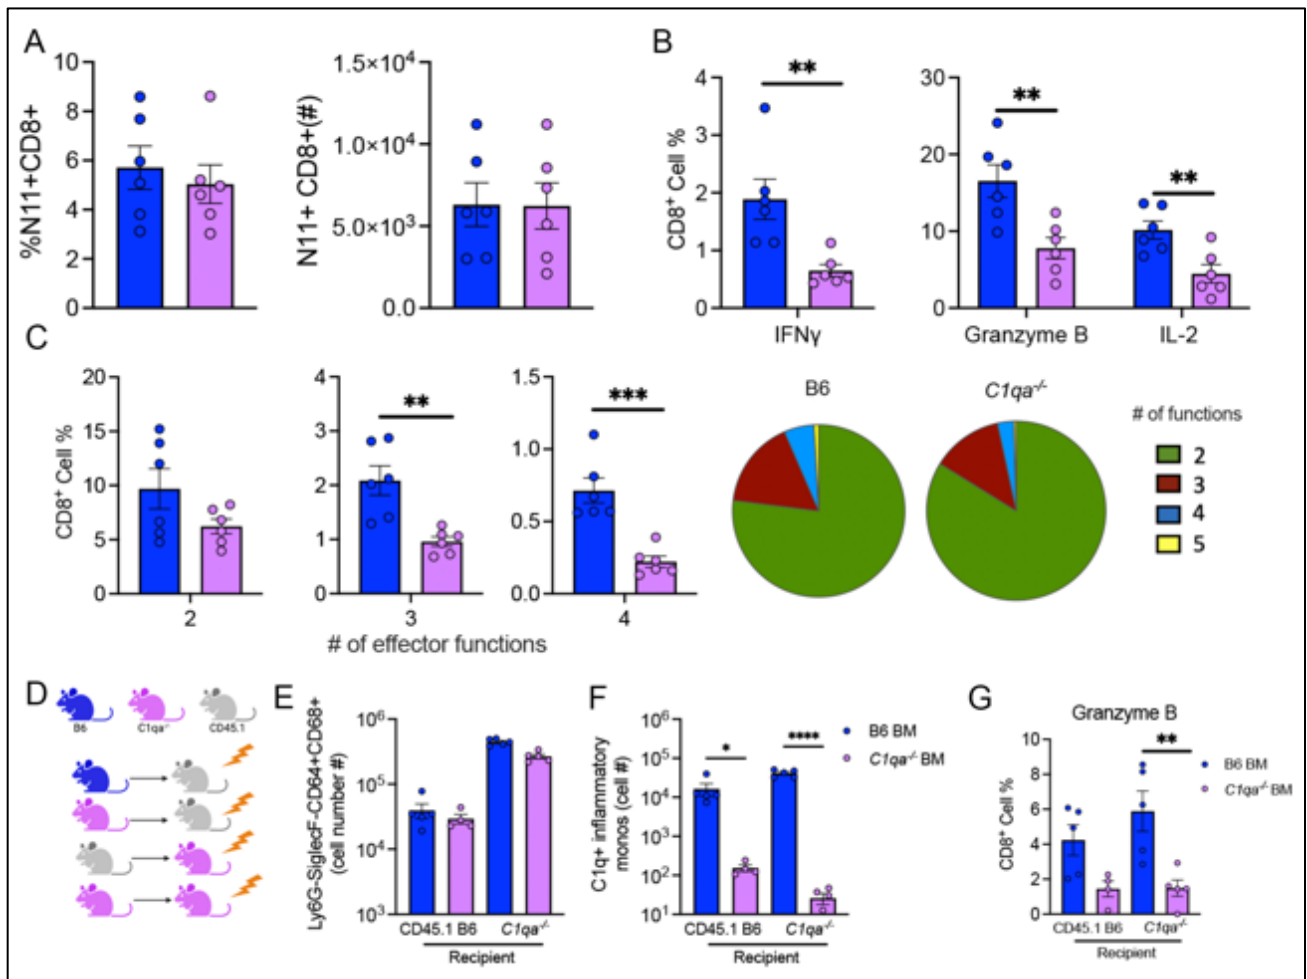 A
%N11+CD8+
10
8
6
4
2
0
N11+ CD8+(#)
1.5×10⁴
1.0×10⁴
5.0×10³
0.0
B
CD8⁺ Cell %
4
3
2
1
0
**
IFNγ
30
20
10
0
**
**
Granzyme B
IL-2
C
CD8⁺ Cell %
20
15
10
5
0
2
4
3
2
1
0
**
3
1.5
1.0
0.5
0.0
***
4
# of effector functions
B6
C1qa⁻/⁻
# of functions
2
3
4
5
D
B6
C1qa⁻/⁻
CD45.1
E
Ly6G-SiglecF-CD64+CD68+
(cell number #)
10⁶
10⁵
10⁴
10³
CD45.1 B6
C1qa⁻/⁻
Recipient
F
C1q+ inflammatory
monos (cell #)
10⁶
10⁵
10⁴
10³
10²
10¹
*
****
B6 BM
C1qa⁻/⁻ BM
CD45.1 B6
C1qa⁻/⁻
Recipient
G
Granzyme B
CD8⁺ Cell %
10
8
6
4
2
0
**
B6 BM
C1qa⁻/⁻ BM
CD45.1 B6
C1qa⁻/⁻
Recipient